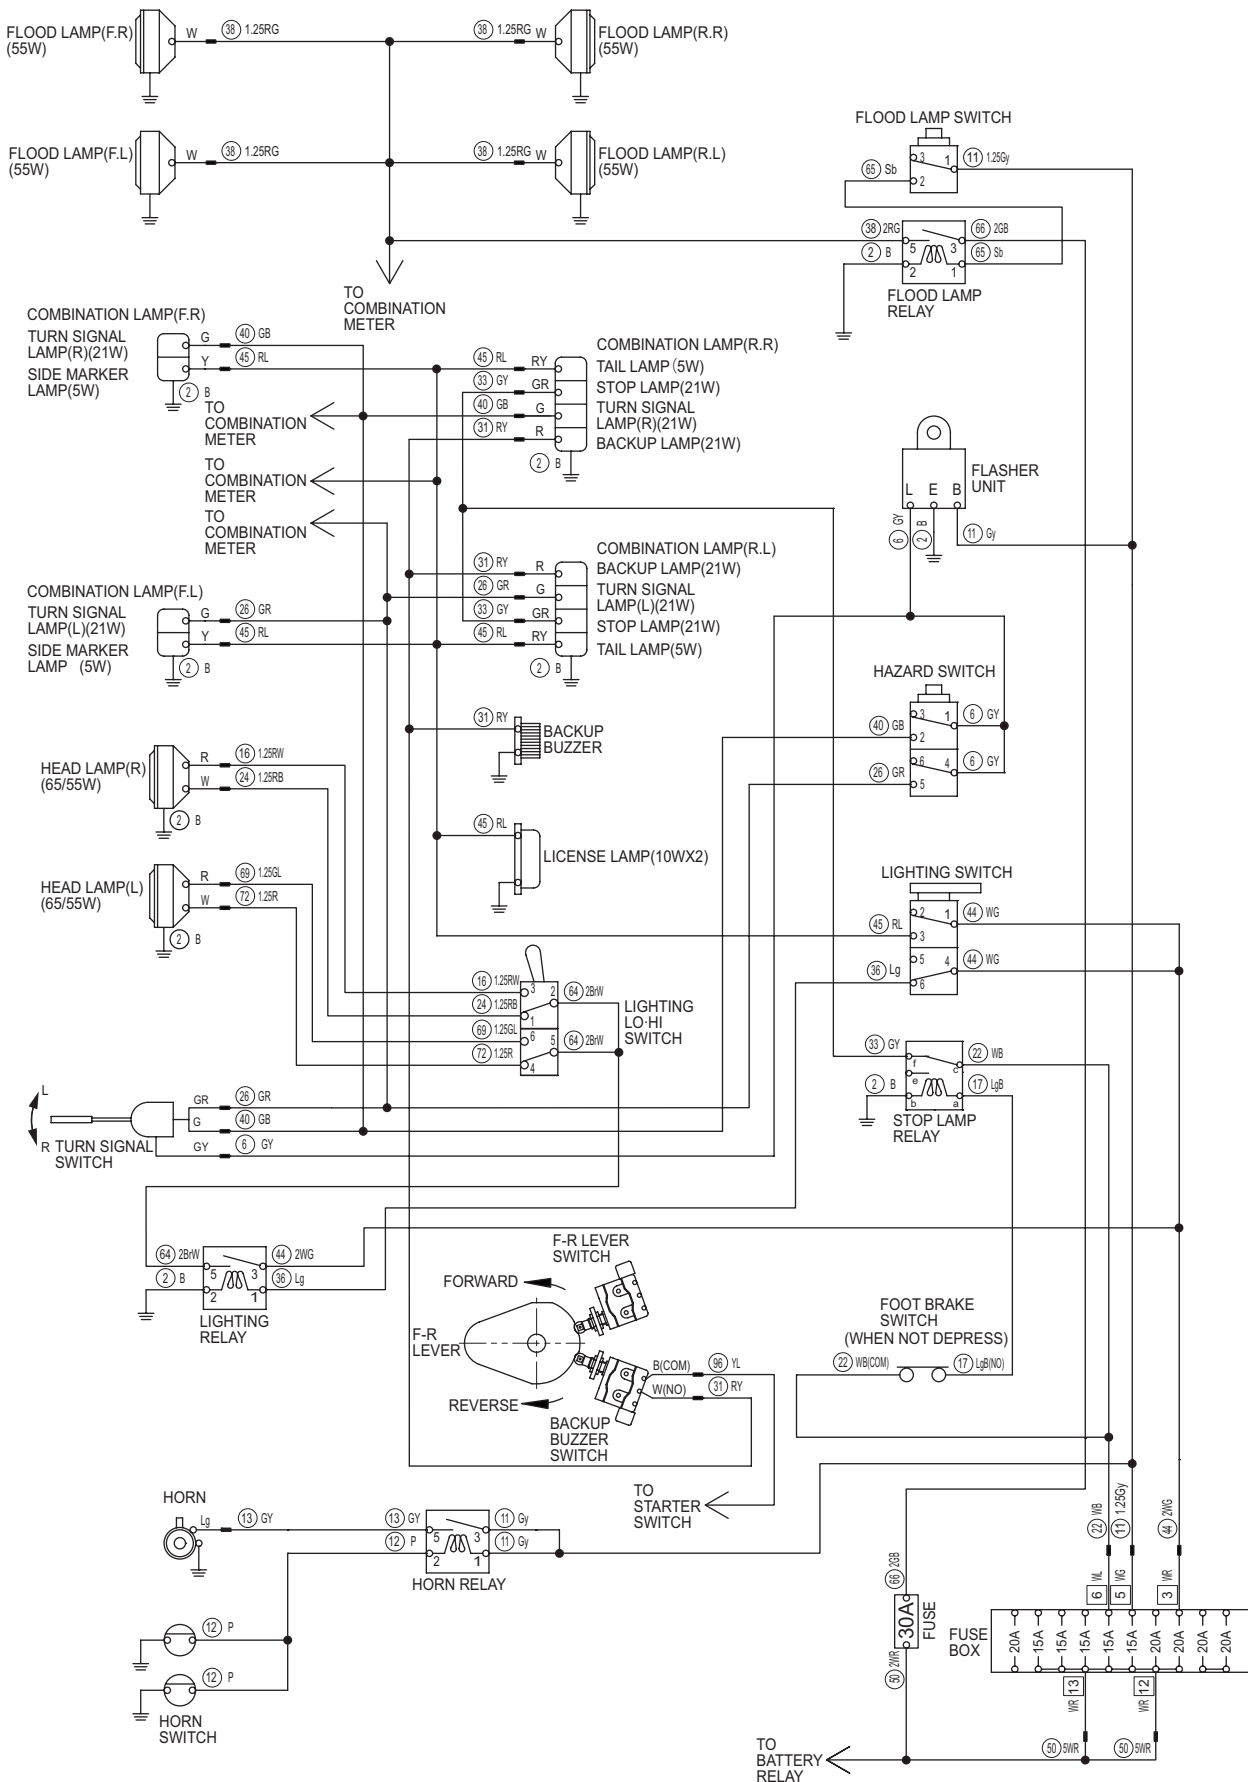 FLOOD LAMP(F.R)
(55W)
W
38 1.25RG
38 1.25RG
W
FLOOD LAMP(R.R)
(55W)
FLOOD LAMP(F.L)
(55W)
W
38 1.25RG
38 1.25RG
W
FLOOD LAMP(R.L)
(55W)
FLOOD LAMP SWITCH
3 1
2
11 1.25Gy
65 Sb
38 2RG
66 2GB
2 B
65 Sb
5 3
2 1
FLOOD LAMP
RELAY
TO
COMBINATION
METER
COMBINATION LAMP(F.R)
TURN SIGNAL
LAMP(R)(21W)
SIDE MARKER
LAMP(5W)
G
40 GB
Y
45 RL
2 B
TO
COMBINATION
METER
TO
COMBINATION
METER
TO
COMBINATION
METER
COMBINATION LAMP(R.R)
45 RL
RY
TAIL LAMP(5W)
33 GY
GR
STOP LAMP(21W)
40 GB
G
TURN SIGNAL
LAMP(R)(21W)
31 RY
R
BACKUP LAMP(21W)
2 B
L E B
FLASHER
UNIT
6 GY
2 B
11 Gy
COMBINATION LAMP(R.L)
31 RY
R
BACKUP LAMP(21W)
26 GR
G
TURN SIGNAL
LAMP(L)(21W)
33 GY
GR
STOP LAMP(21W)
45 RL
RY
TAIL LAMP(5W)
2 B
COMBINATION LAMP(F.L)
TURN SIGNAL
LAMP(L)(21W)
SIDE MARKER
LAMP (5W)
G
26 GR
Y
45 RL
2 B
HAZARD SWITCH
3 1
2
6 4
5
40 GB
6 GY
26 GR
6 GY
31 RY
BACKUP
BUZZER
HEAD LAMP(R)
(65/55W)
R
16 1.25RW
W
24 1.25RB
2 B
45 RL
LICENSE LAMP(10WX2)
HEAD LAMP(L)
(65/55W)
R
69 1.25GL
W
72 1.25R
2 B
LIGHTING SWITCH
2 1
3
5 4
6
45 RL
44 WG
36 Lg
44 WG
16 1.25RW
24 1.25RB
69 1.25GL
72 1.25R
3 2
1
6 5
4
64 2BrW
64 2BrW
LIGHTING
LO·HI
SWITCH
33 GY
22 WB
2 B
17 LgB
f c
e
b a
STOP LAMP
RELAY
L
R
TURN SIGNAL
SWITCH
GR
26 GR
G
40 GB
GY
6 GY
64 2BrW
44 2WG
2 B
36 Lg
5 3
2 1
LIGHTING
RELAY
F-R LEVER
SWITCH
FORWARD
F-R
LEVER
REVERSE
B(COM)
96 YL
W(NO)
31 RY
BACKUP
BUZZER
SWITCH
FOOT BRAKE
SWITCH
(WHEN NOT DEPRESS)
22 WB(COM)
17 LgB(NO)
TO
STARTER
SWITCH
HORN
Lg
13 GY
13 GY
11 Gy
12 P
11 Gy
5 3
2 1
HORN RELAY
12 P
12 P
HORN
SWITCH
22 WB
11 1.25Gy
44 2WG
WL
WG
WR
6
5
3
66 2GB
30A
FUSE
50 2WR
FUSE
BOX
20A
15A
15A
15A
15A
15A
20A
20A
20A
20A
13
12
WR
WR
50 5WR
50 5WR
TO
BATTERY
RELAY